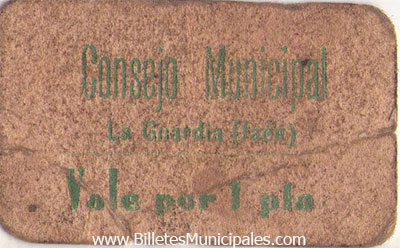 Consejo Municipal
La Guardia (Jaén)
Vale por 1 pta.
www.BilletesMunicipales.com